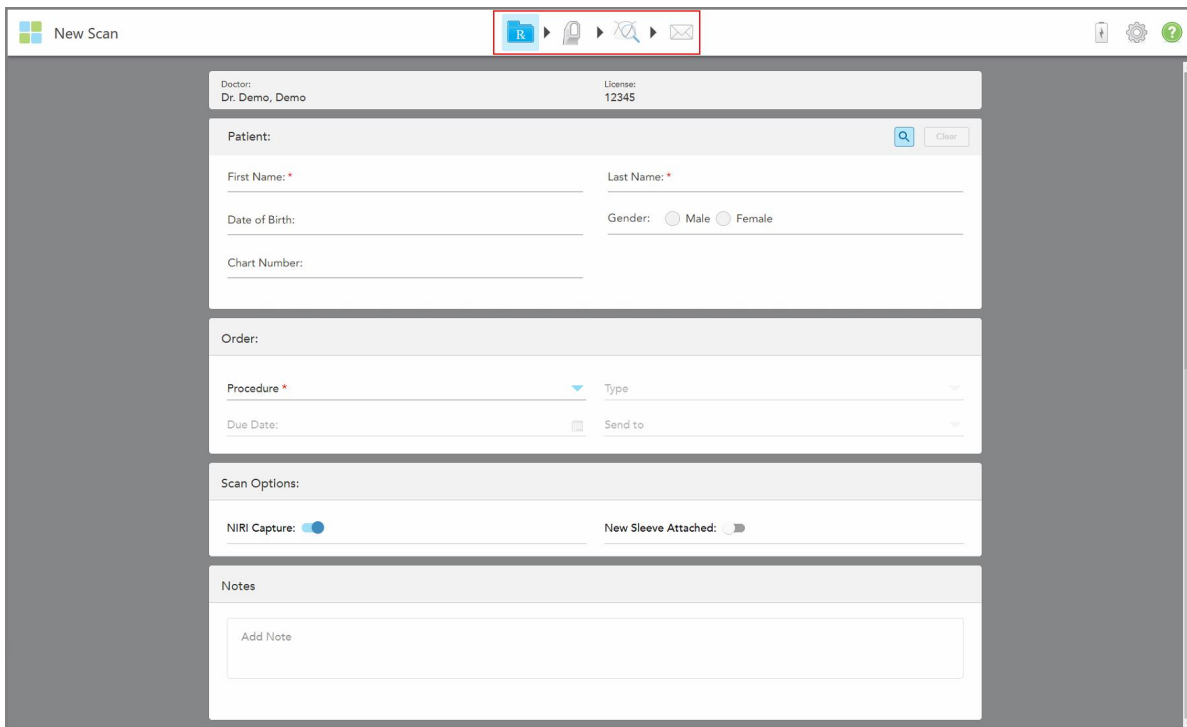 New Scan
R
?
Doctor:
License:
Dr. Demo, Demo
12345
Patient:
Clear
First Name: *
Last Name: *
Date of Birth:
Gender: Male Female
Chart Number:
Order:
Procedure *
Type
Due Date:
Send to
Scan Options:
NIRI Capture:
New Sleeve Attached:
Notes
Add Note